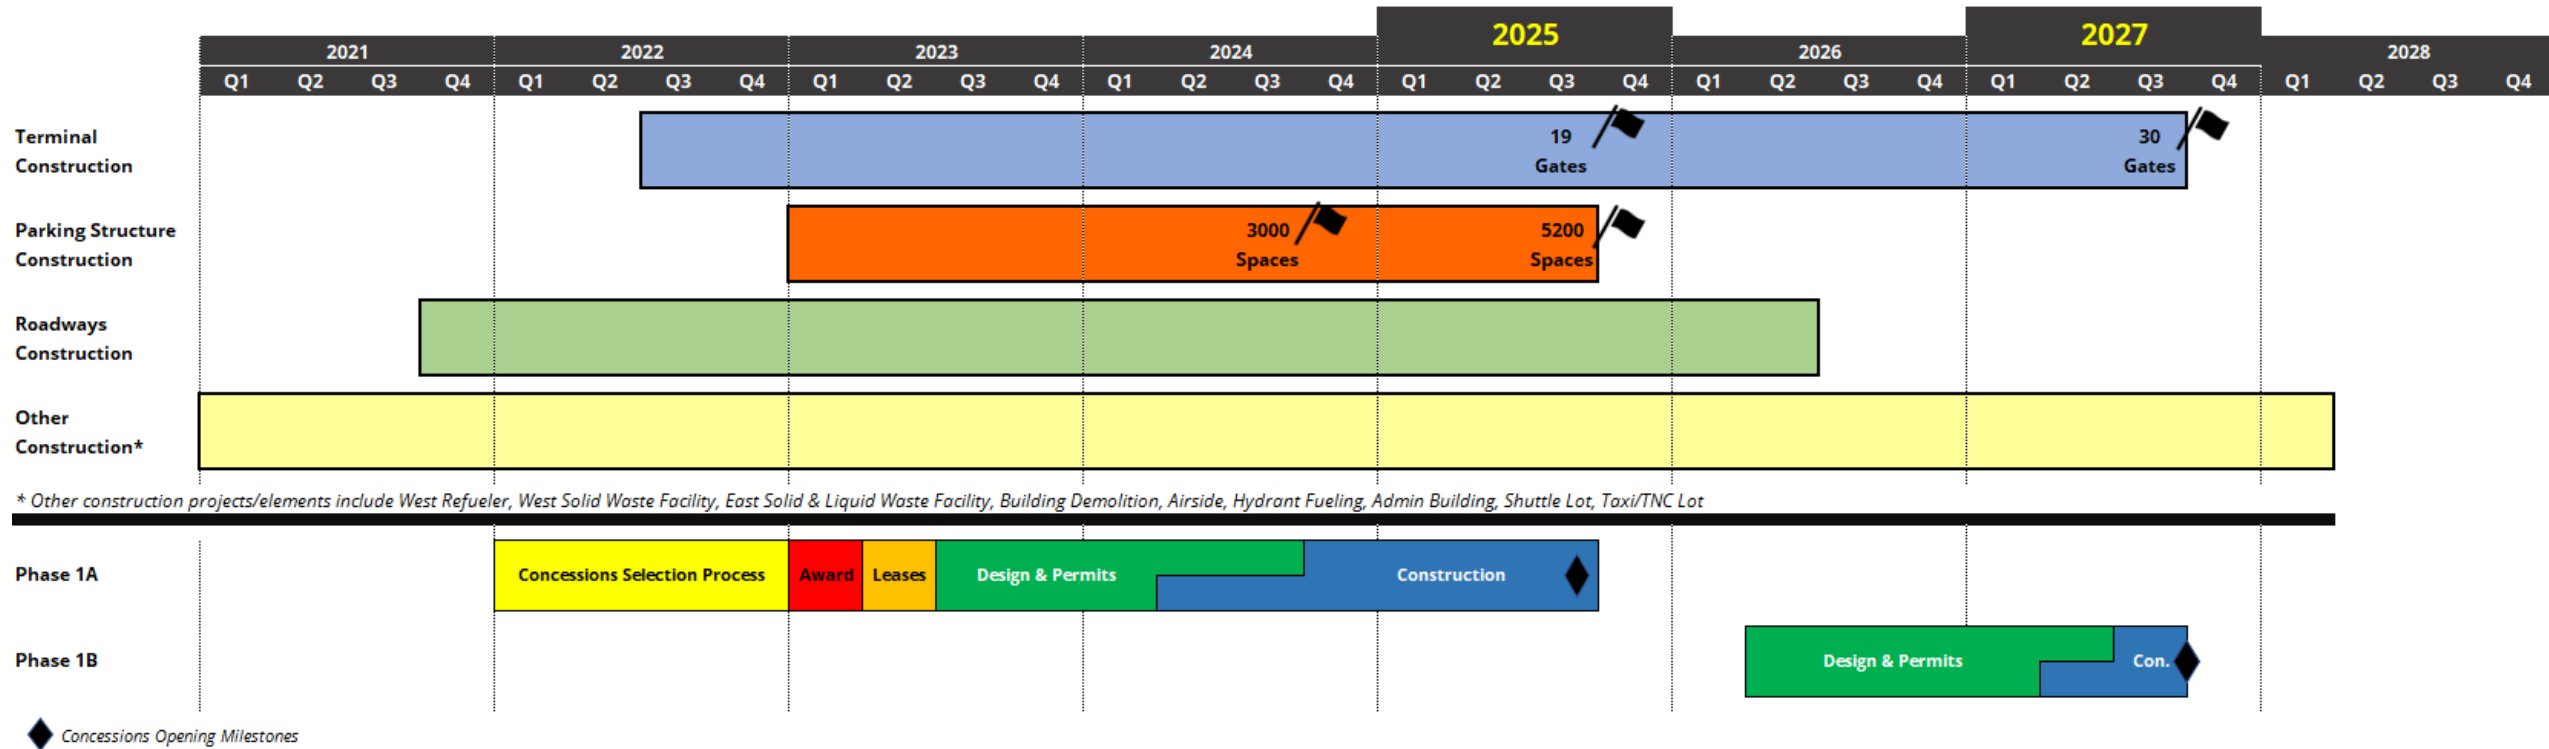 2025
2027
2021
2022
2023
2024
2026
2028
Q1 Q2 Q3 Q4 Q1 Q2 Q3 Q4 Q1 Q2 Q3 Q4 Q1 Q2 Q3 Q4 Q1 Q2 Q3 Q4 Q1 Q2 Q3 Q4 Q1 Q2 Q3 Q4 Q1 Q2 Q3 Q4
Terminal
Construction
19
Gates
30
Gates
Parking Structure
Construction
3000
Spaces
5200
Spaces
Roadways
Construction
Other
Construction*
* Other construction projects/elements include West Refueler, West Solid Waste Facility, East Solid & Liquid Waste Facility, Building Demolition, Airside, Hydrant Fueling, Admin Building, Shuttle Lot, Taxi/TNC Lot
Phase 1A
Concessions Selection Process
Award
Leases
Design & Permits
Construction
Phase 1B
Design & Permits
Con.
Concessions Opening Milestones